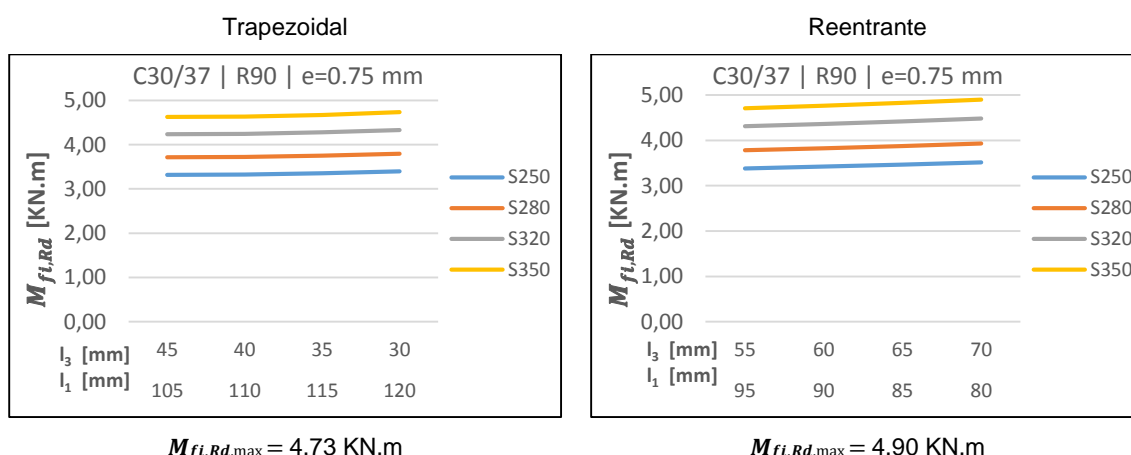 Trapezoidal
C30/37 | R90 | e=0.75 mm
M fi,Rd [KN.m]
5,00
4,00
3,00
2,00
1,00
0,00
S250
S280
S320
S350
l3 [mm] 45 40 35 30
l1 [mm] 105 110 115 120
M fi,Rd,max = 4.73 KN.m
Reentrante
C30/37 | R90 | e=0.75 mm
M fi,Rd [KN.m]
5,00
4,00
3,00
2,00
1,00
0,00
S250
S280
S320
S350
l3 [mm] 55 60 65 70
l1 [mm] 95 90 85 80
M fi,Rd,max = 4.90 KN.m